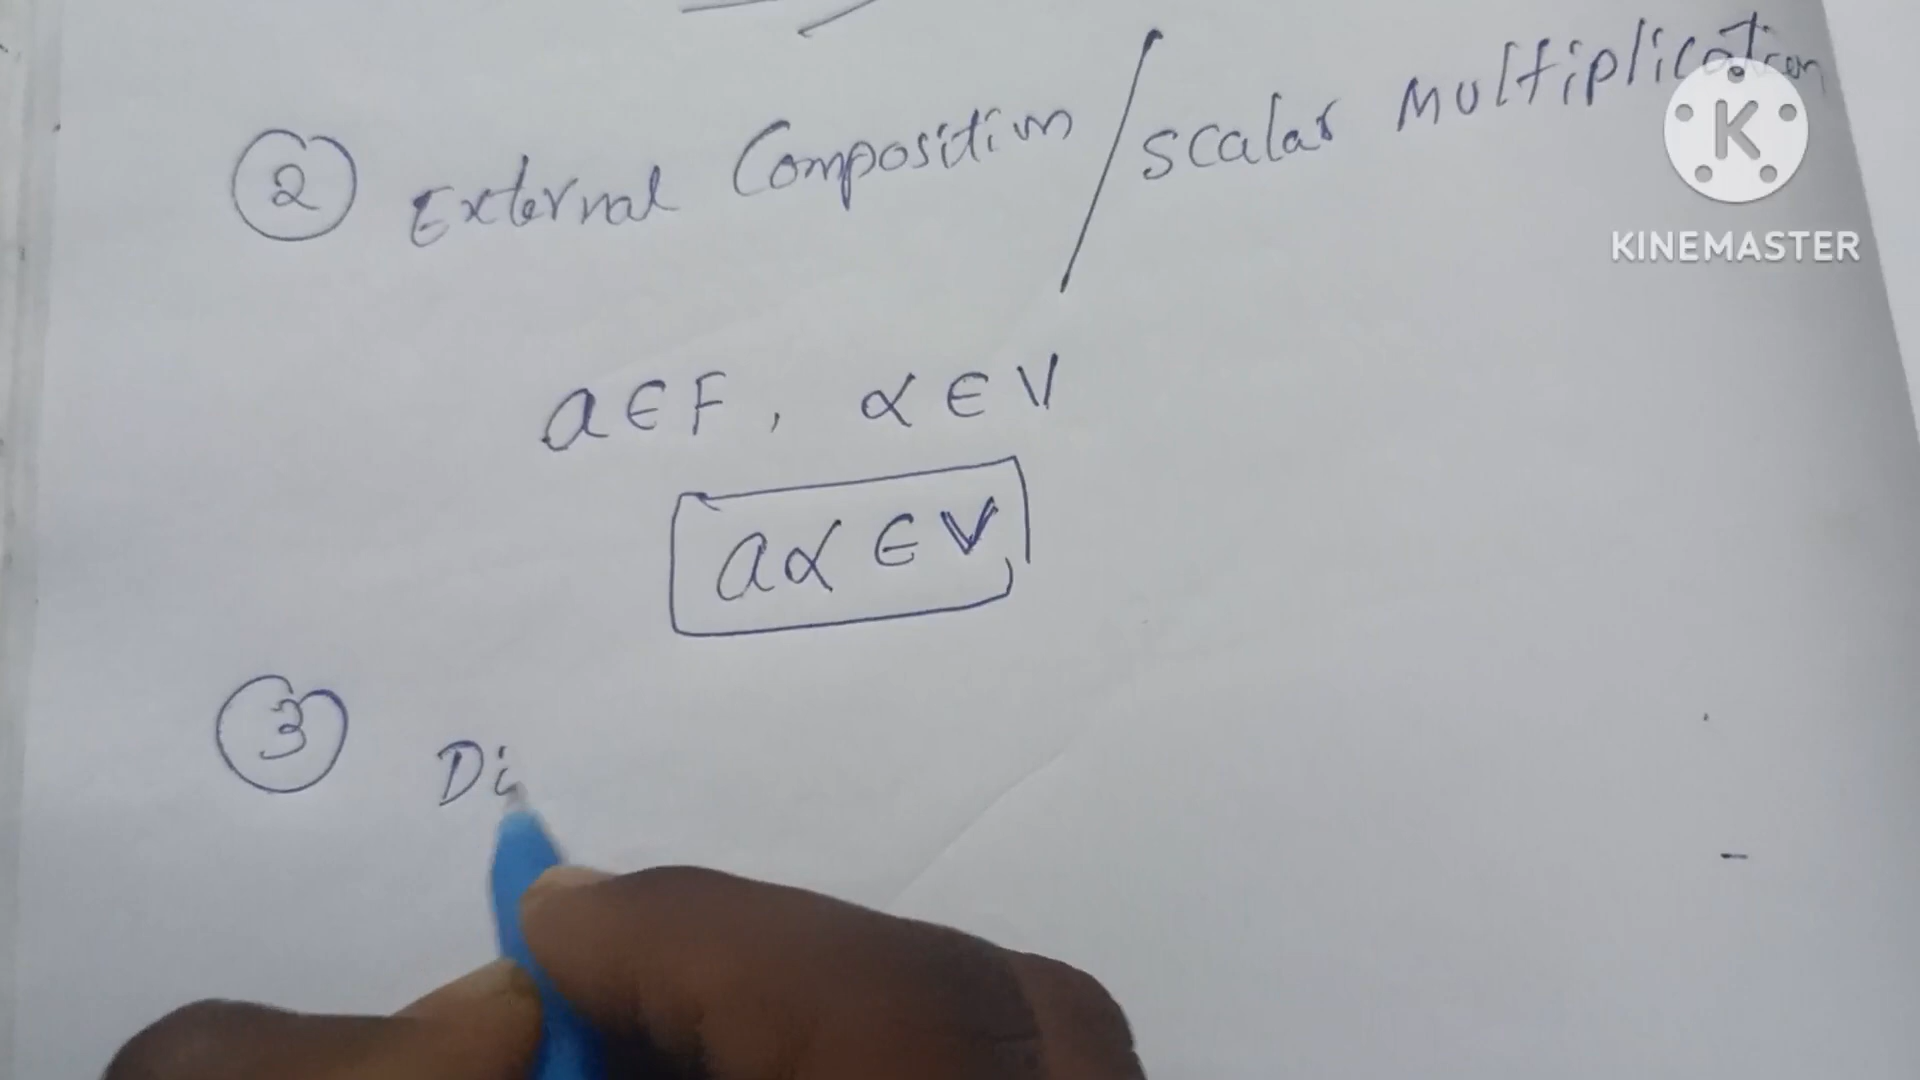 ② External Composition / Scalar Multiplication
K
KINEMASTER
a ∈ F, α ∈ V
aα ∈ V
③ Di